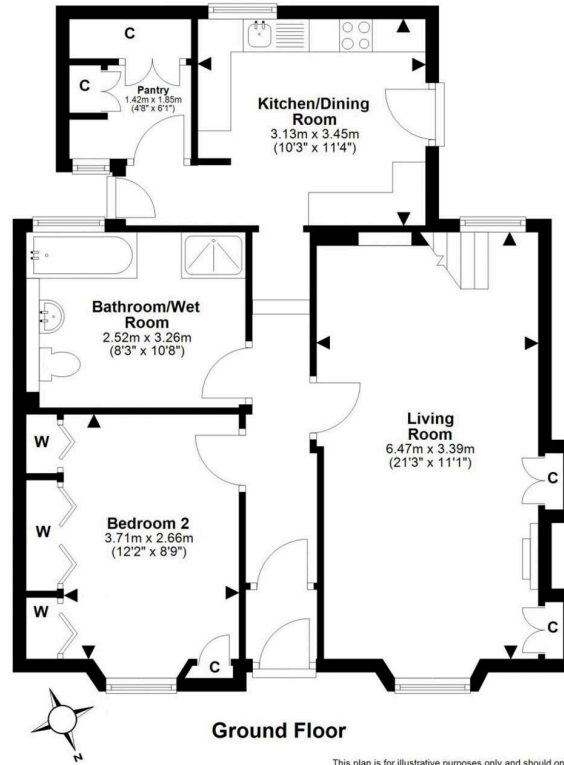 C
C
Pantry
1.42m x 1.85m
(4'8" x 6'1")
Kitchen/Dining
Room
3.13m x 3.45m
(10'3" x 11'4")
Bathroom/Wet
Room
2.52m x 3.26m
(8'3" x 10'8")
Living
Room
6.47m x 3.39m
(21'3" x 11'1")
W
C
W
Bedroom 2
3.71m x 2.66m
(12'2" x 8'9")
W
C
C
N
Ground Floor
This plan is for illustrative purposes only and should on